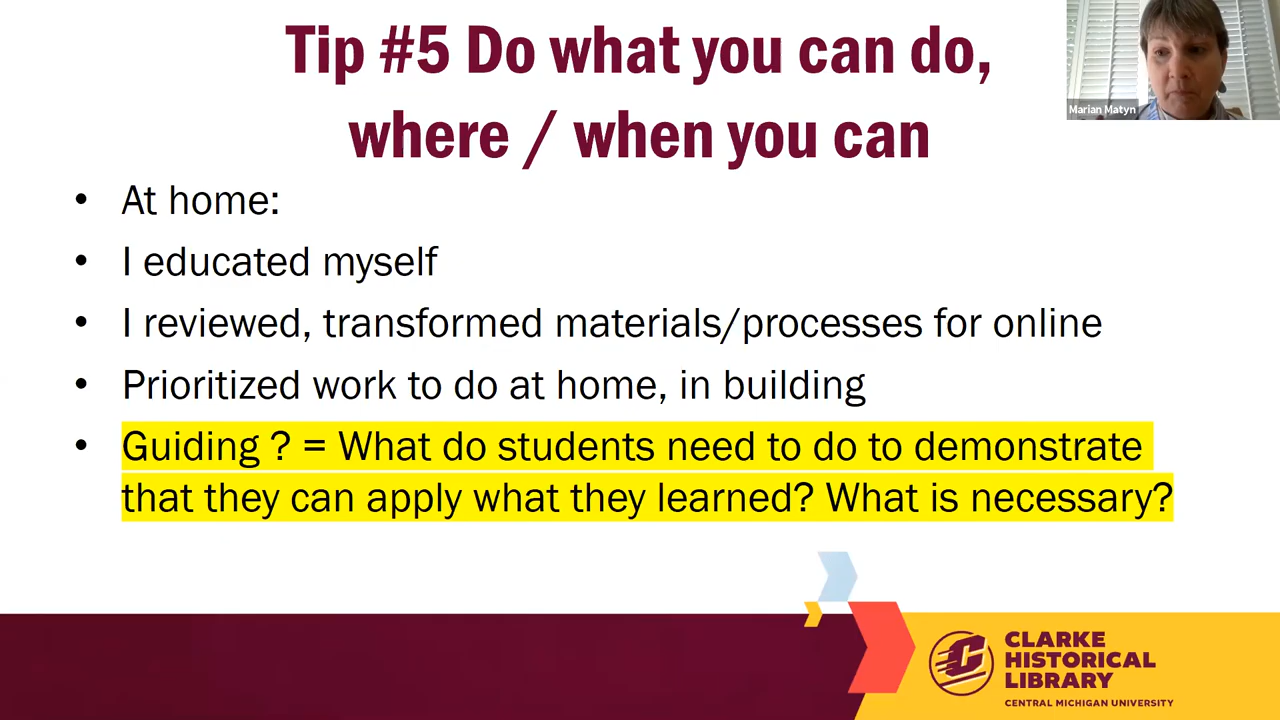 Tip #5 Do what you can do,
where / when you can
Marian Matyn
• At home:
• I educated myself
• I reviewed, transformed materials/processes for online
• Prioritized work to do at home, in building
• Guiding ? = What do students need to do to demonstrate
that they can apply what they learned? What is necessary?
C
CLARKE
HISTORICAL
LIBRARY
CENTRAL MICHIGAN UNIVERSITY